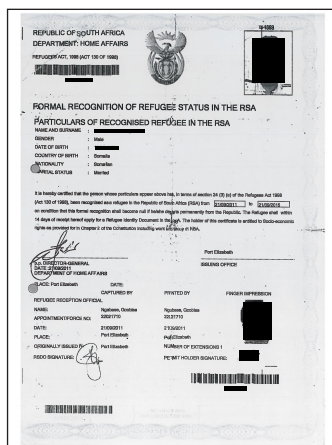 REPUBLIC OF SOUTH AFRICA
DEPARTMENT: HOME AFFAIRS
REFUGEES ACT, 1998 (ACT 130 OF 1998)
FORMAL RECOGNITION OF REFUGEE STATUS IN THE RSA
PARTICULARS OF RECOGNISED REFUGEE IN THE RSA
NAME AND SURNAME :
GENDER : Male
DATE OF BIRTH :
COUNTRY OF BIRTH : Somalia
NATIONALITY : Somalian
MARITAL STATUS : Married
It is hereby certified that the person whose particulars appear above has, in terms of section 24 (3) (a) of the Refugees Act 1998
(Act 130 of 1998), been recognised as a refugee in the Republic of South Africa (RSA) from 21/09/2011 to 21/09/2015
on condition that this formal recognition shall become null if he/she departs permanently from the Republic. The Refugee shall within
14 days of receipt hereof apply for a Refugee Identity Document in the RSA. The holder of this certificate is entitled to Socio-economic
rights as provided for in Chapter 2 of the Constitution including work in RSA.
Port Elizabeth
p.p. DIRECTOR-GENERAL ISSUING OFFICE
DATE: 21/09/2011
DEPARTMENT OF HOME AFFAIRS
PLACE: Port Elizabeth DATE:
CAPTURED BY PRINTED BY FINGER IMPRESSION
REFUGEE RECEPTION OFFICIAL
NAME: Ngubese, Gcobisa Ngubese, Gcobisa
APPOINTMENT/FORCE NO: 22021710 22021710
DATE: 21/09/2011 21/09/2011
PLACE: Port Elizabeth Port Elizabeth
ORIGINALLY ISSUED Port Elizabeth NUMBER OF EXTENSIONS 1
RSDO SIGNATURE: PERMIT HOLDER SIGNATURE: